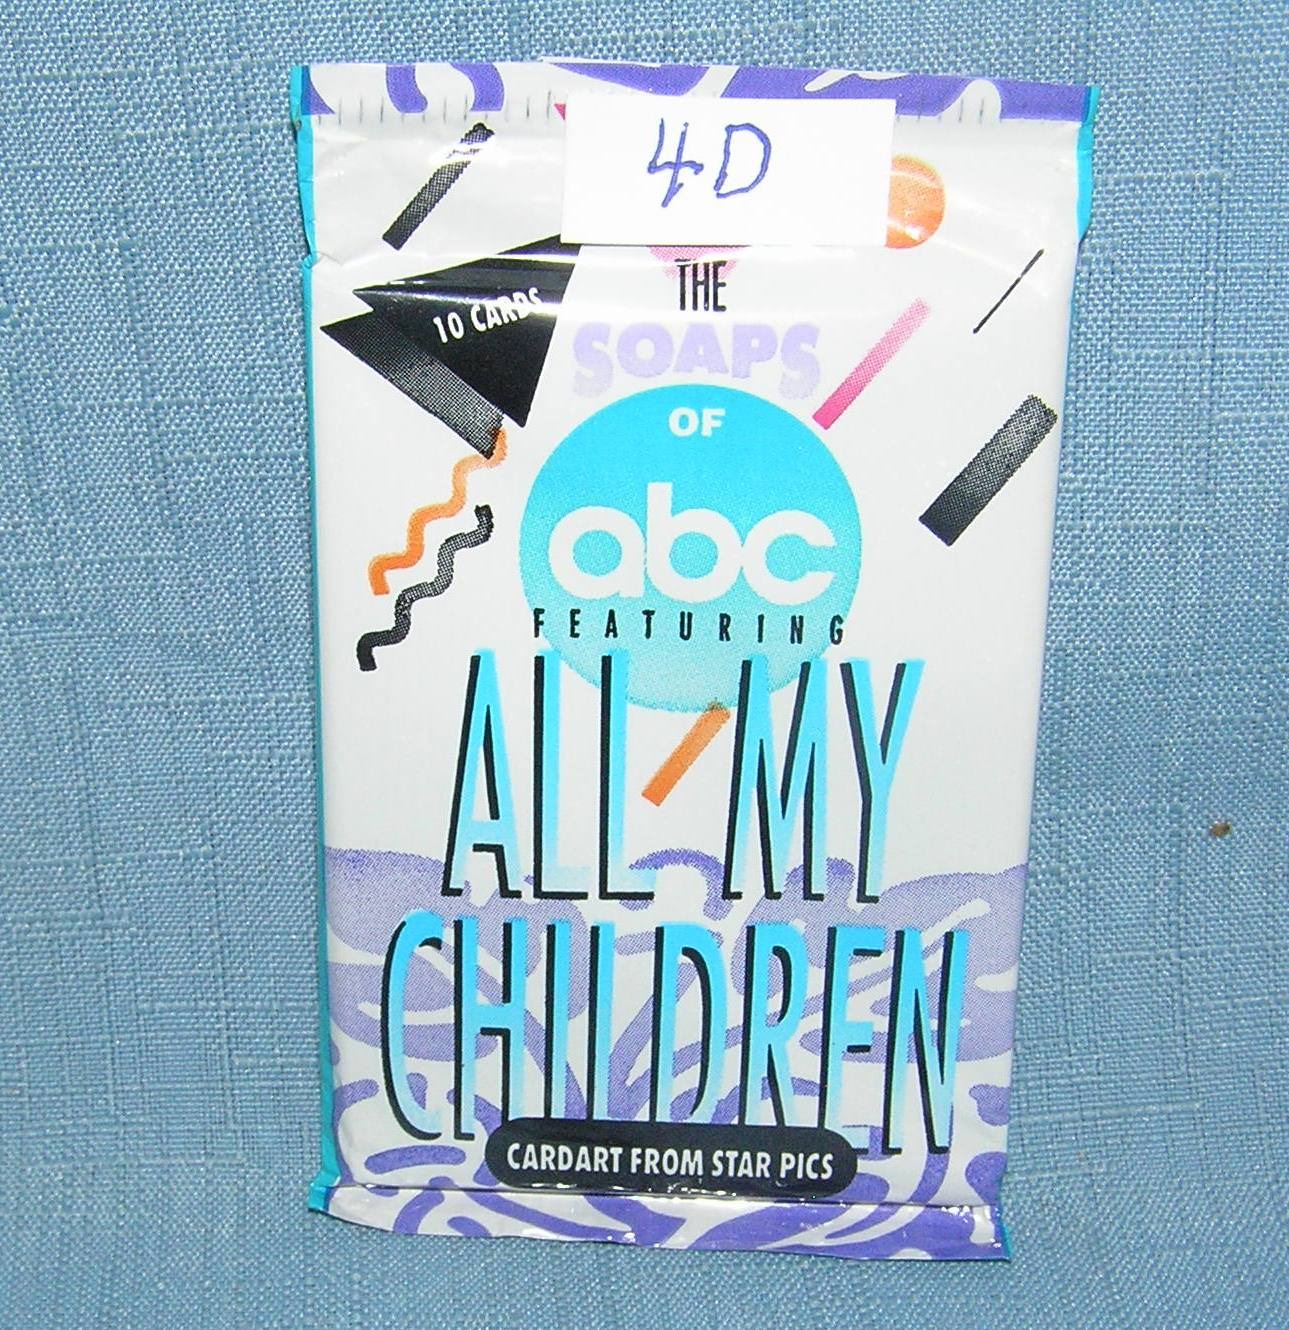 4D
10 CARDS
THE
SOAPS
OF
abc
FEATURING
ALL MY
CHILDREN
CARDART FROM STAR PICS